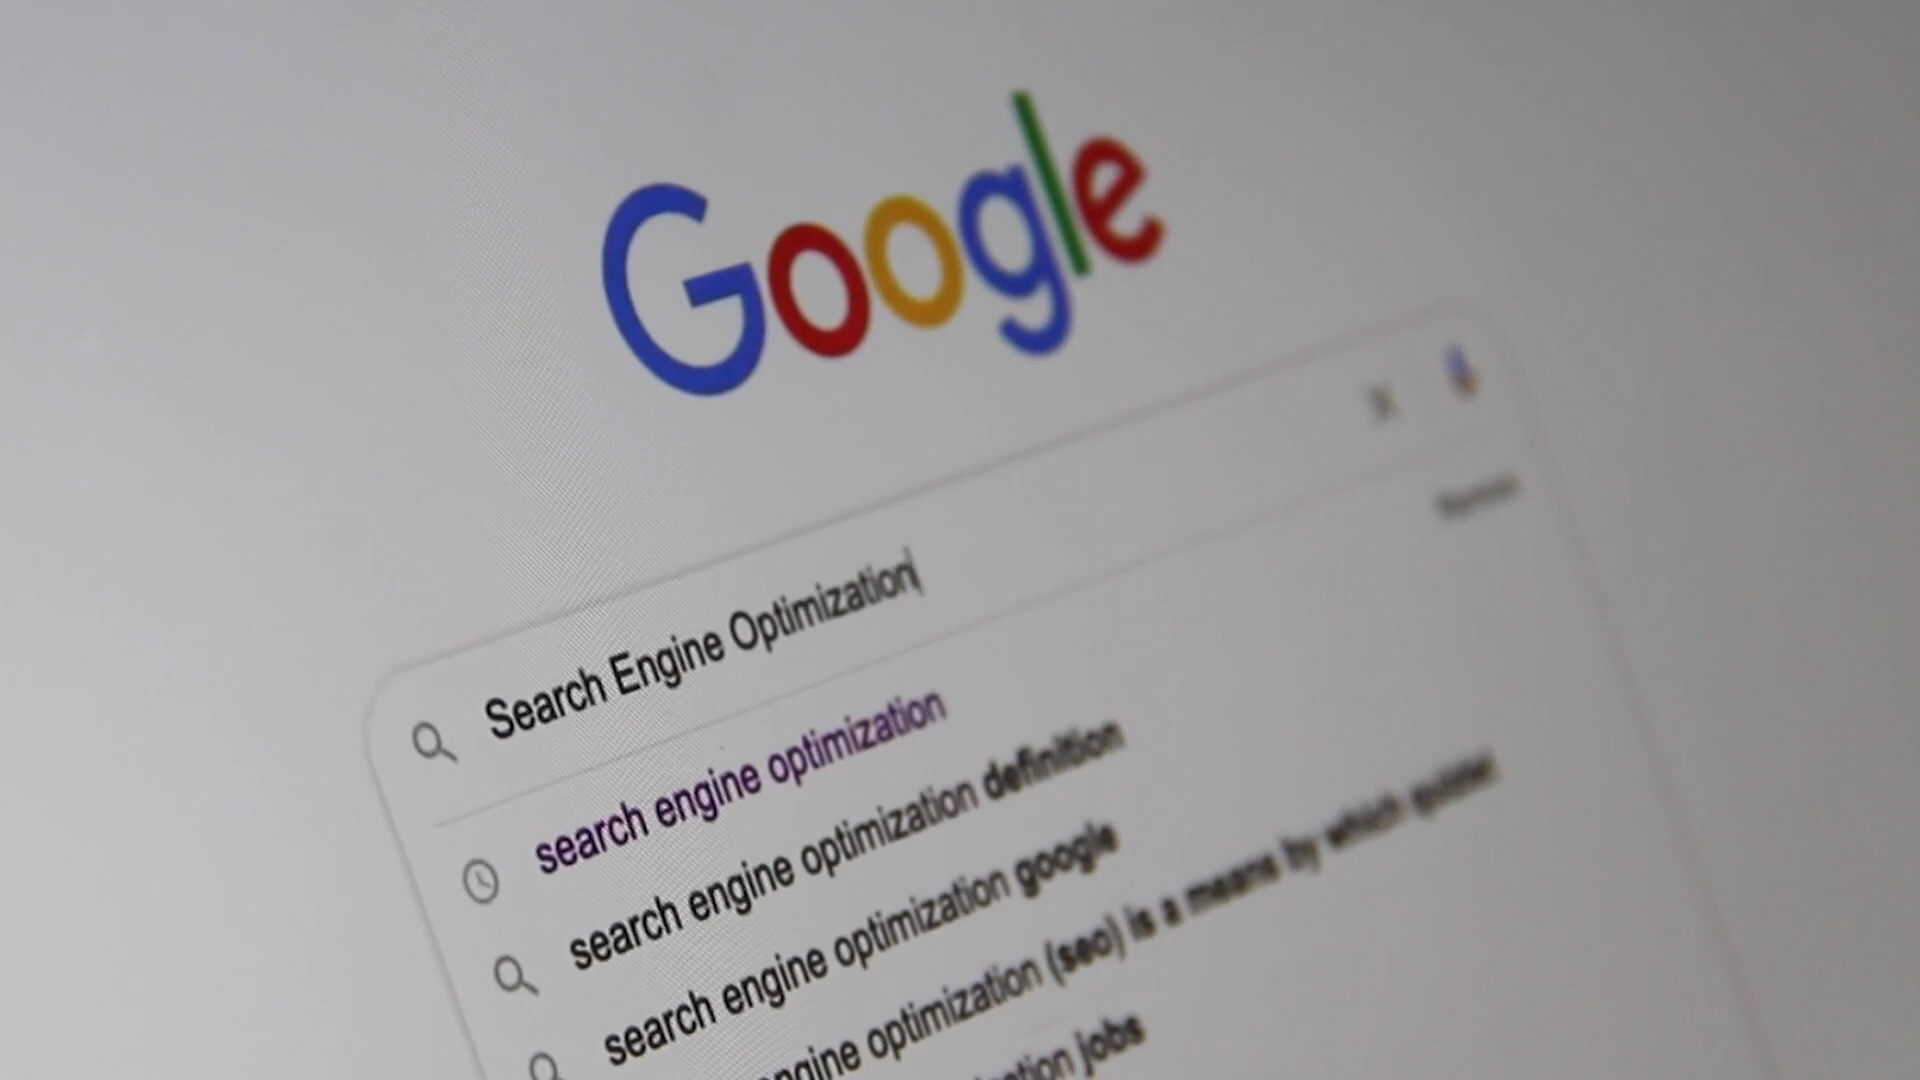 Google
Search Engine Optimization
search engine optimization
search engine optimization definition
search engine optimization google
engine optimization (seo) is a means by which
jobs